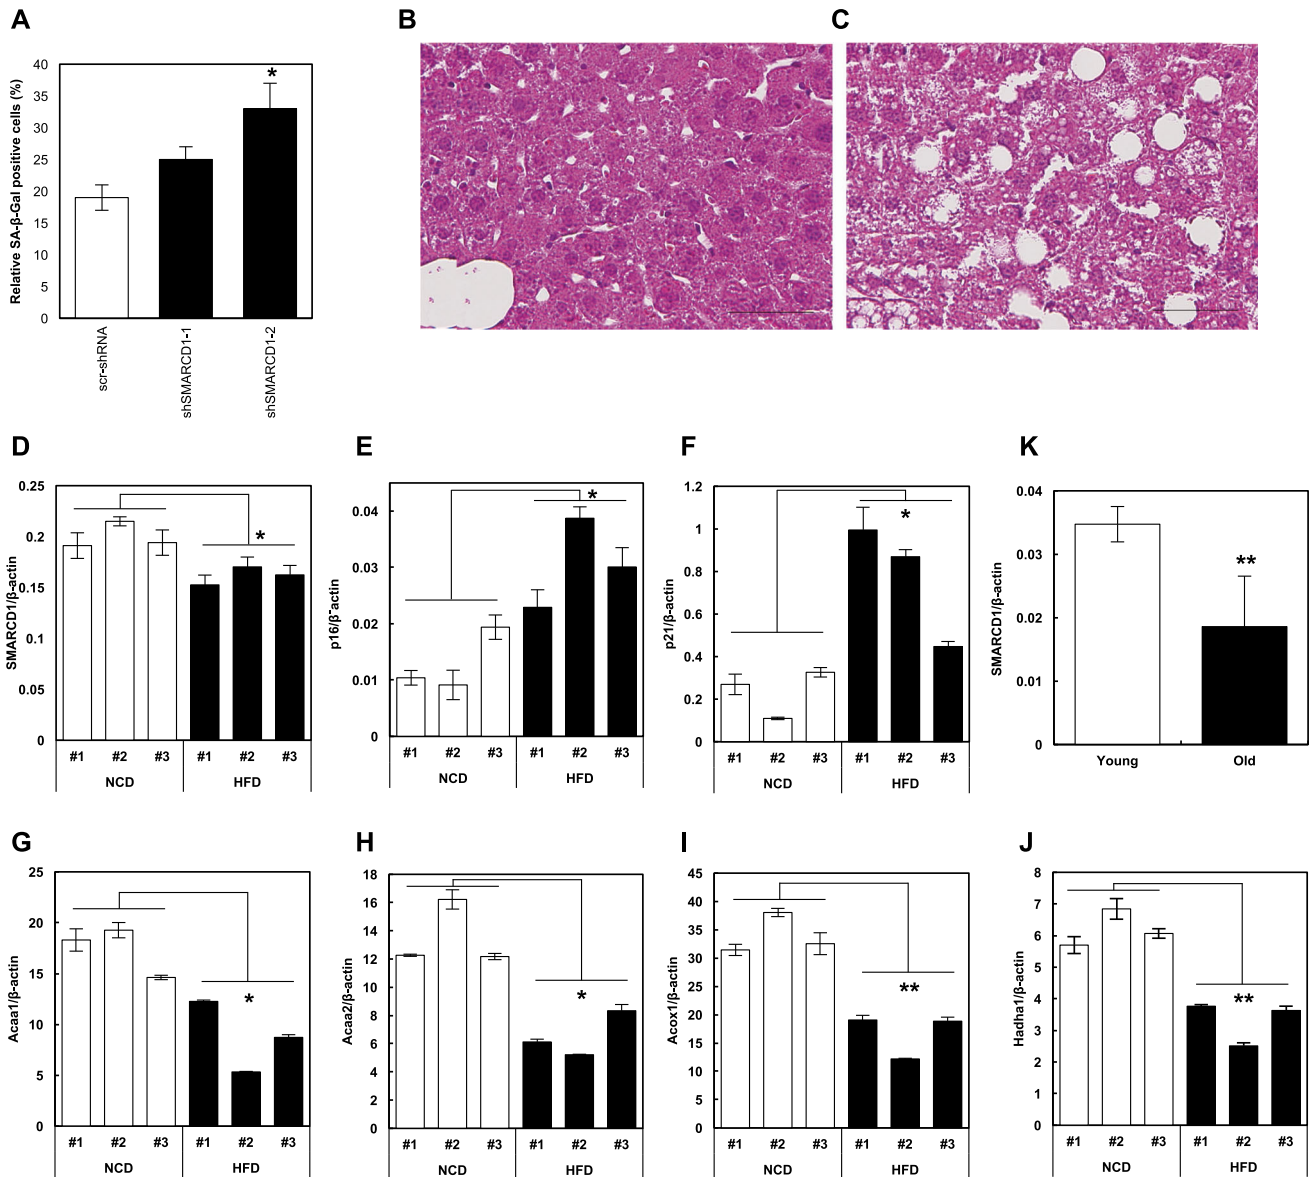 A
B
C
Relative SA-β-Gal positive cells (%)
40
35
30
25
20
15
10
5
0
*
scr-shRNA
shSMARCD1-1
shSMARCD1-2
D
SMARCD1/β-actin
0.25
0.2
0.15
0.1
0.05
0
*
#1 #2 #3 #1 #2 #3
NCD HFD
E
p16/β-actin
0.04
0.03
0.02
0.01
0
*
#1 #2 #3 #1 #2 #3
NCD HFD
F
p21/β-actin
1.2
1
0.8
0.6
0.4
0.2
0
*
#1 #2 #3 #1 #2 #3
NCD HFD
K
SMARCD1/β-actin
0.04
0.03
0.02
0.01
0
**
Young Old
G
Acaa1/β-actin
25
20
15
10
5
0
*
#1 #2 #3 #1 #2 #3
NCD HFD
H
Acaa2/β-actin
18
16
14
12
10
8
6
4
2
0
*
#1 #2 #3 #1 #2 #3
NCD HFD
I
Acox1/β-actin
45
40
35
30
25
20
15
10
5
0
**
#1 #2 #3 #1 #2 #3
NCD HFD
J
Hadha1/β-actin
8
7
6
5
4
3
2
1
0
**
#1 #2 #3 #1 #2 #3
NCD HFD